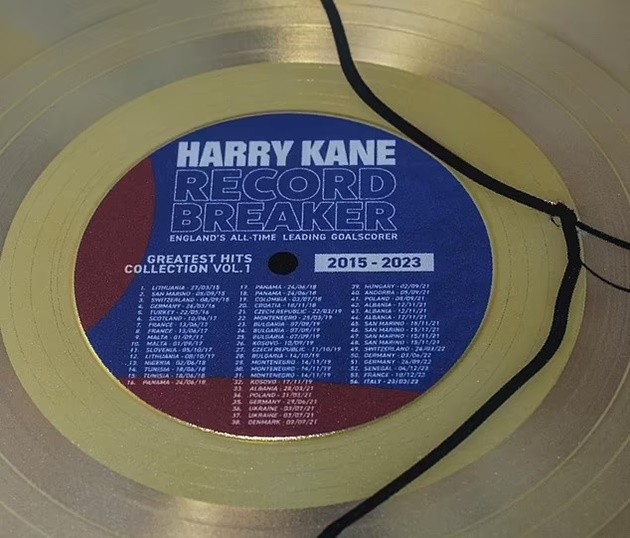 HARRY KANE
RECORD
BREAKER
ENGLAND'S ALL-TIME LEADING GOALSCORER
GREATEST HITS
COLLECTION VOL.1
2015 - 2023
1. LITHUANIA - 27/03/15
2. SAN MARINO - 05/09/15
3. SWITZERLAND - 08/09/15
4. GERMANY - 26/03/16
5. TURKEY - 22/05/16
6. SCOTLAND - 10/06/17
7. FRANCE - 13/06/17
8. FRANCE - 13/06/17
9. MALTA - 01/09/17
10. MALTA - 01/09/17
11. SLOVENIA - 05/10/17
12. LITHUANIA - 08/10/17
13. NIGERIA - 02/06/18
14. TUNISIA - 18/06/18
15. TUNISIA - 18/06/18
16. PANAMA - 24/06/18
17. PANAMA - 24/06/18
18. PANAMA - 24/06/18
19. COLOMBIA - 03/07/18
20. CROATIA - 18/11/18
21. CZECH REPUBLIC - 22/03/19
22. MONTENEGRO - 25/03/19
23. BULGARIA - 07/09/19
24. BULGARIA - 07/09/19
25. BULGARIA - 07/09/19
26. KOSOVO - 10/09/19
CZECH REPUBLIC - 11/10/19
28. BULGARIA - 14/10/19
29. MONTENEGRO - 14/11/19
30. MONTENEGRO - 14/11/19
31. MONTENEGRO - 14/11/19
32. KOSOVO - 17/11/19
33. ALBANIA - 28/03/21
34. POLAND - 31/03/21
35. GERMANY - 29/06/21
36. UKRAINE - 03/07/21
37. UKRAINE - 03/07/21
38. DENMARK - 07/07/21
39. HUNGARY - 02/09/21
40. ANDORRA - 05/09/21
41. POLAND - 08/09/21
42. ALBANIA - 12/11/21
43. ALBANIA - 12/11/21
44. ALBANIA - 12/11/21
45. SAN MARINO - 15/11/21
46. SAN MARINO - 15/11/21
47. SAN MARINO - 15/11/21
48. SAN MARINO - 15/11/21
49. SWITZERLAND - 26/03/22
50. GERMANY - 07/06/22
51. GERMANY - 26/09/22
52. SENEGAL - 04/12/22
53. FRANCE - 10/12/22
54. ITALY - 23/03/23